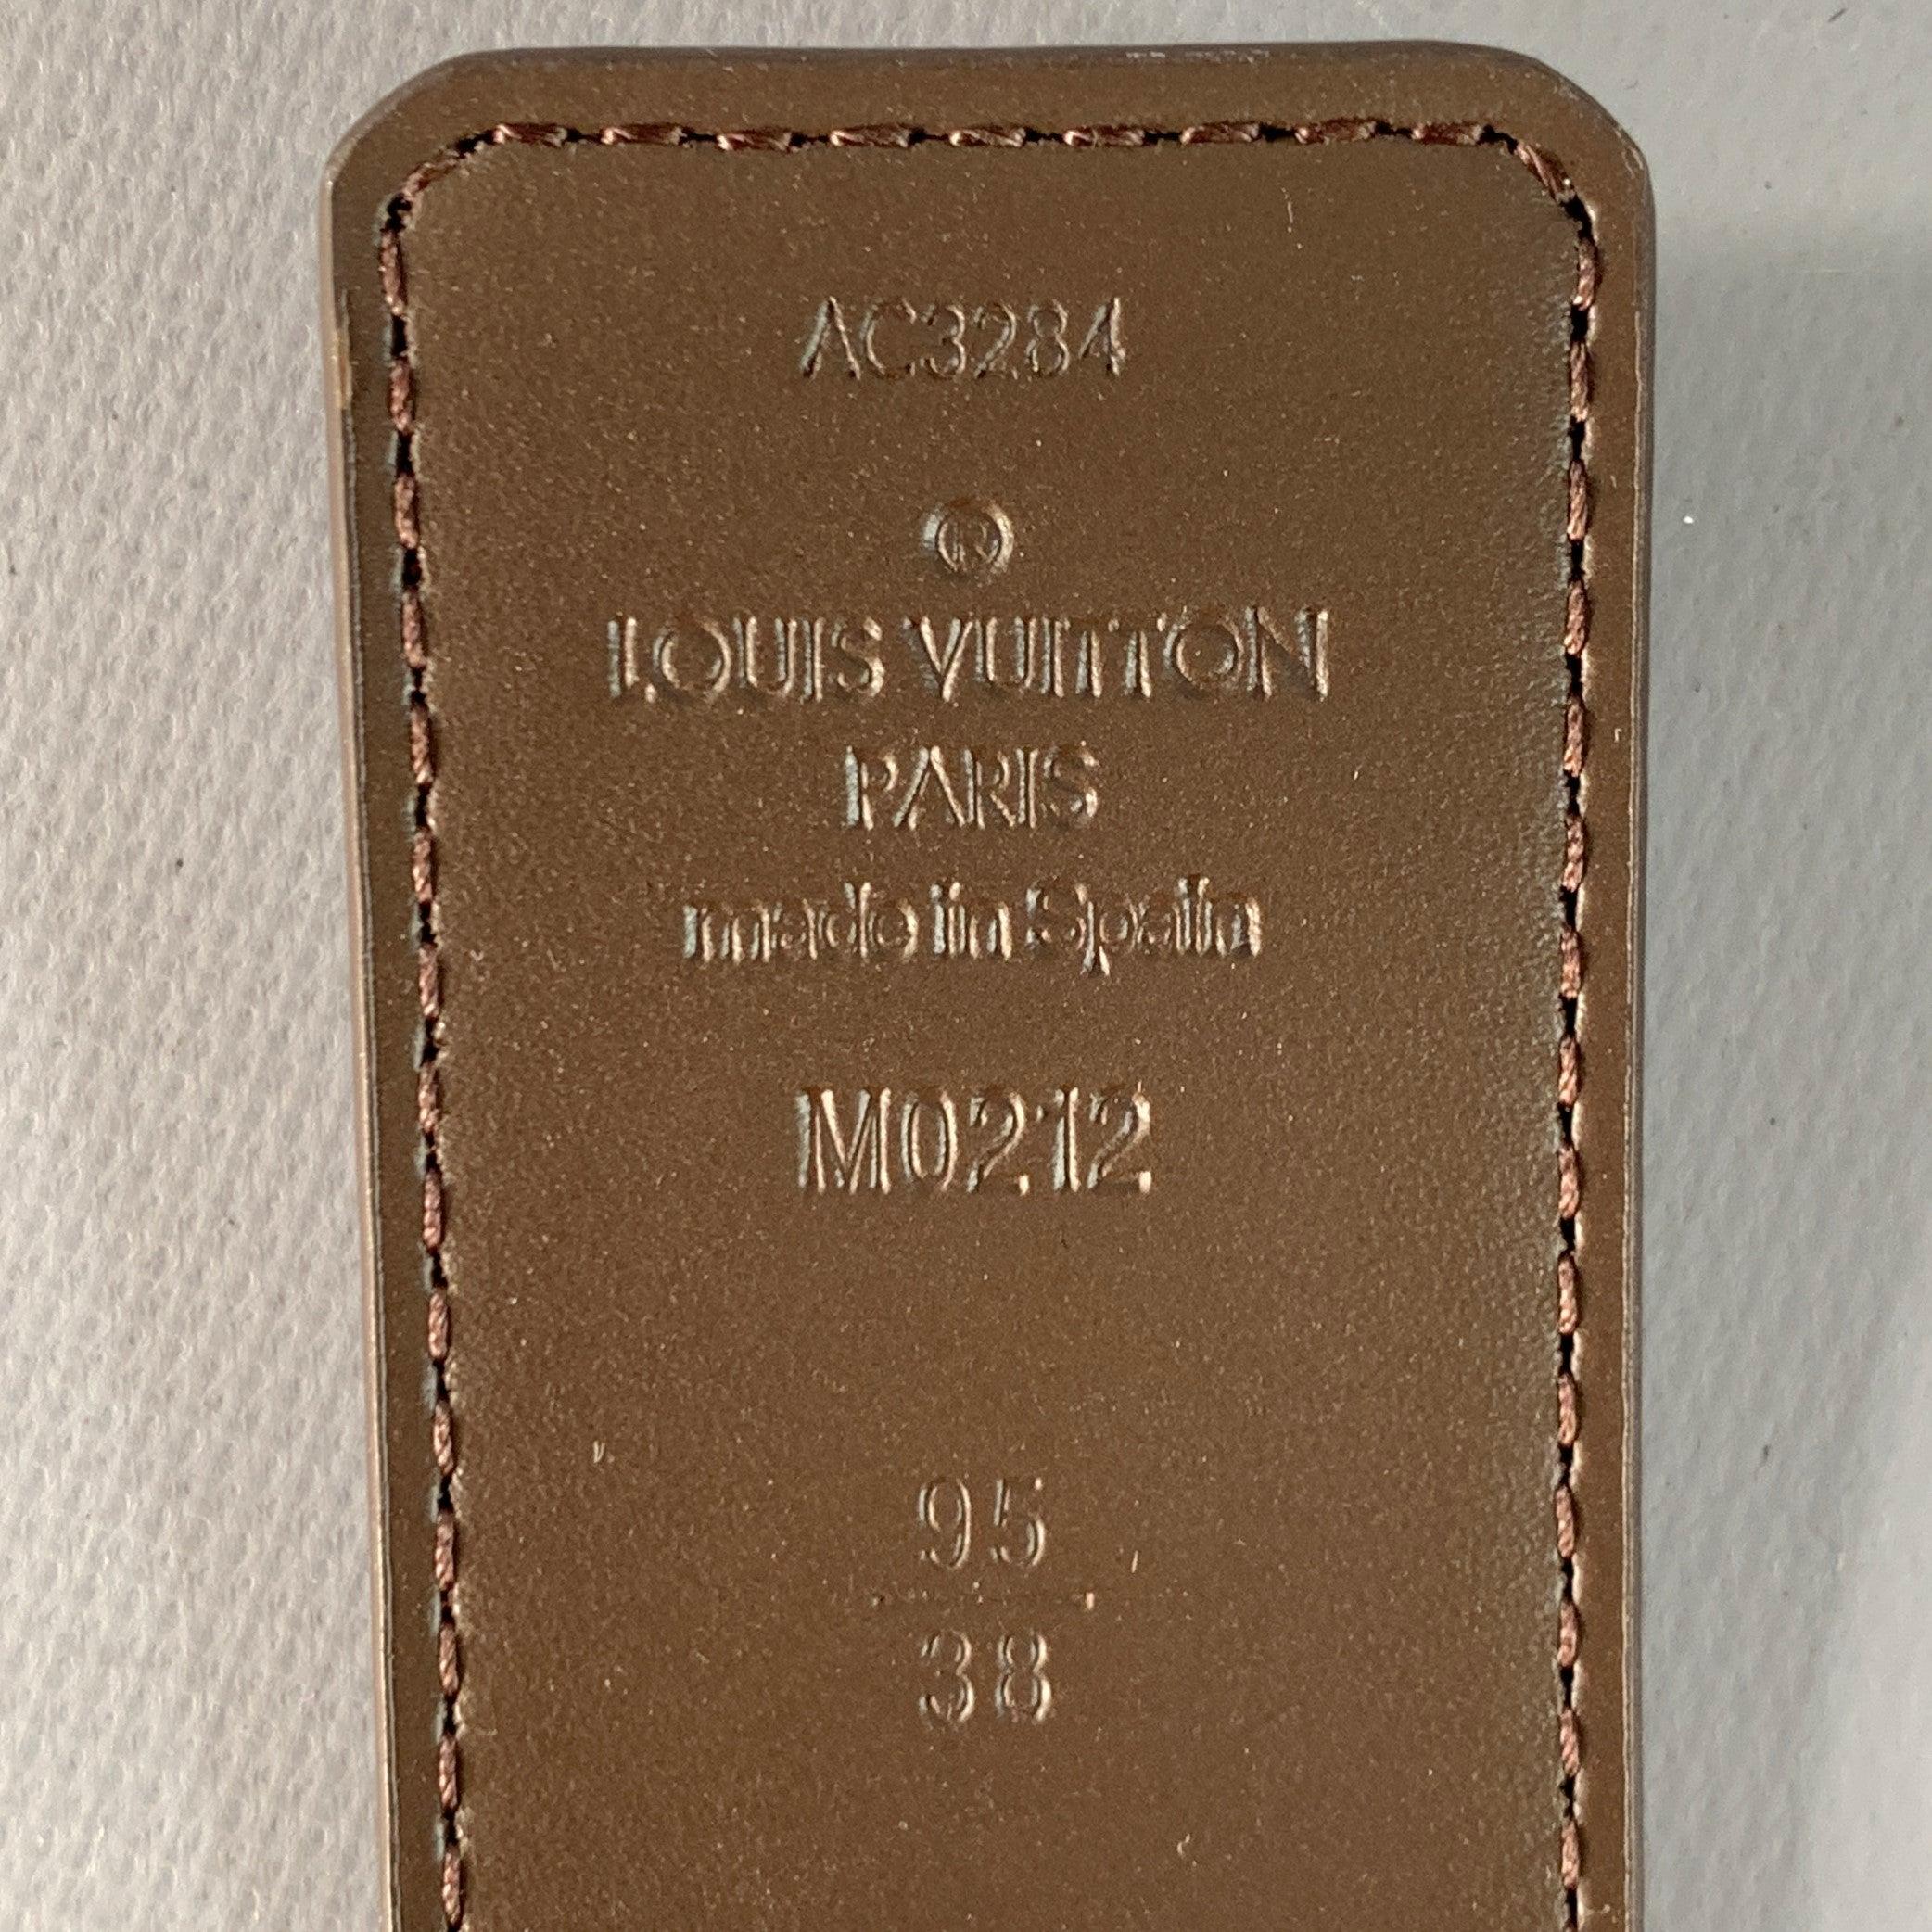 AC3284
®
LOUIS VUITTON
PARIS
made in Spain
M0212
95
38